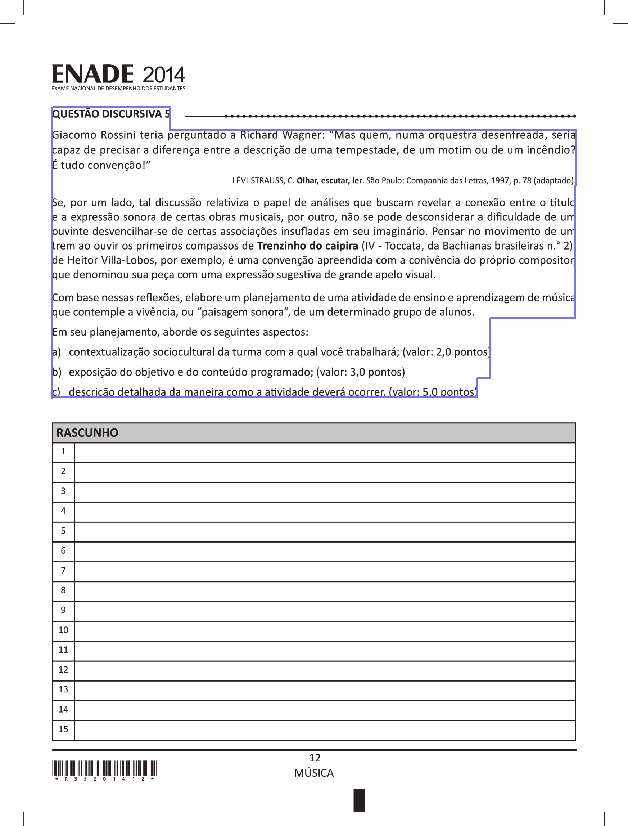 ENADE 2014
EXAME NACIONAL DE DESEMPENHO DOS ESTUDANTES
QUESTÃO DISCURSIVA 5
Giacomo Rossini teria perguntado a Richard Wagner: “Mas quem, numa orquestra desenfreada, seria
capaz de precisar a diferença entre a descrição de uma tempestade, de um motim ou de um incêndio?
É tudo convenção!”
LÉVI-STRAUSS, C. Olhar, escutar, ler. São Paulo: Companhia das Letras, 1997, p. 78 (adaptado).
Se, por um lado, tal discussão relativiza o papel de análises que buscam revelar a conexão entre o título
e a expressão sonora de certas obras musicais, por outro, não se pode desconsiderar a dificuldade de um
ouvinte desvencilhar-se de certas associações insufladas em seu imaginário. Pensar no movimento de um
trem ao ouvir os primeiros compassos de Trenzinho do caipira (IV - Toccata, da Bachianas brasileiras n.° 2),
de Heitor Villa-Lobos, por exemplo, é uma convenção apreendida com a conivência do próprio compositor,
que denominou sua peça com uma expressão sugestiva de grande apelo visual.
Com base nessas reflexões, elabore um planejamento de uma atividade de ensino e aprendizagem de música
que contemple a vivência, ou “paisagem sonora”, de um determinado grupo de alunos.
Em seu planejamento, aborde os seguintes aspectos:
a) contextualização sociocultural da turma com a qual você trabalhará; (valor: 2,0 pontos)
b) exposição do objetivo e do conteúdo programado; (valor: 3,0 pontos)
c) descrição detalhada da maneira como a atividade deverá ocorrer. (valor: 5,0 pontos)
RASCUNHO
1
2
3
4
5
6
7
8
9
10
11
12
13
14
15
12
MÚSICA
*R33201412*